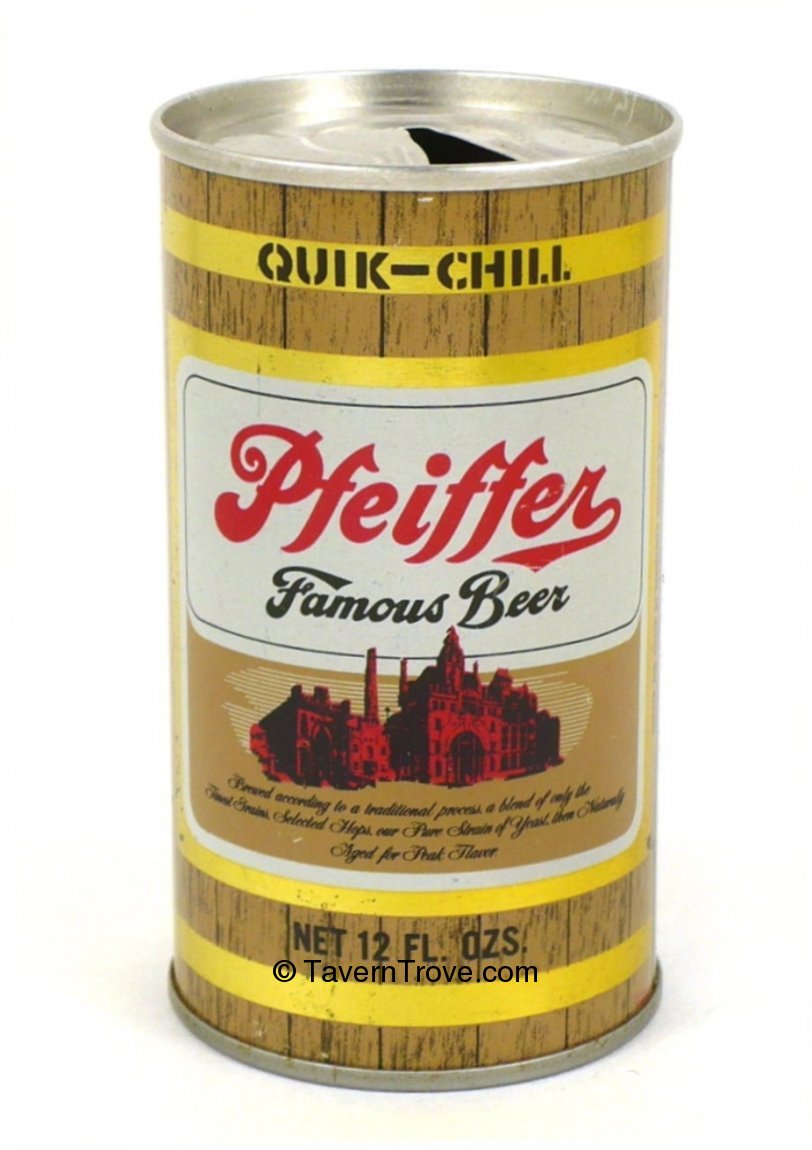 QUIK-CHILL
Pfeiffer
Famous Beer
Brewed according to a traditional process, a blend of only the
Finest Grains, Selected Hops, our Pure Strain of Yeast, then Naturally
Aged for Peak Flavor.
NET 12 FL. OZS.
© TavernTrove.com